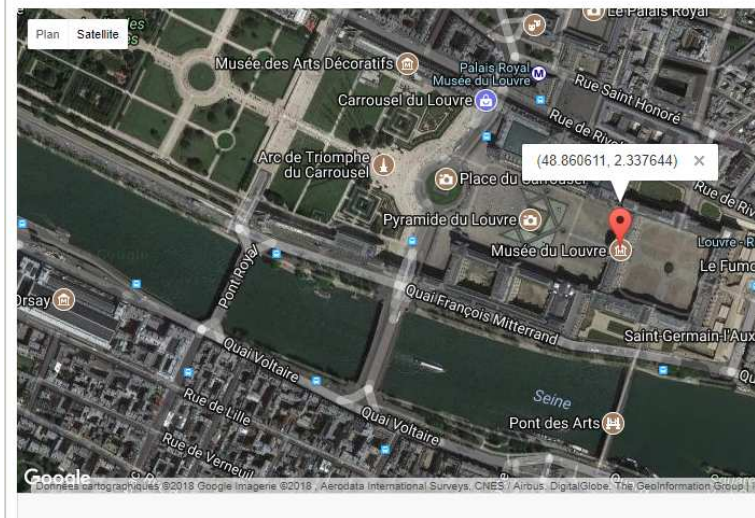 Le Palais Royal
Plan
Satellite
Musée des Arts Décoratifs
Palais Royal
Musée du Louvre
Carrousel du Louvre
Rue Saint Honoré
Rue de Rivoli
Arc de Triomphe
du Carrousel
(48.860611, 2.337644)
Place du Carrousel
Rue de Riv
Pyramide du Louvre
Musée du Louvre
Louvre - R
Le Fumo
Orsay
Pont Royal
Quai François Mitterrand
Saint-Germain-l'Aux
Quai Voltaire
Qu
Rue de Lille
Seine
Quai Voltaire
Pont des Arts
Rue de Verneuil
Google
Données cartographiques ©2018 Google Imagerie ©2018 , Aerodata International Surveys, CNES / Airbus, DigitalGlobe, The GeoInformation Group